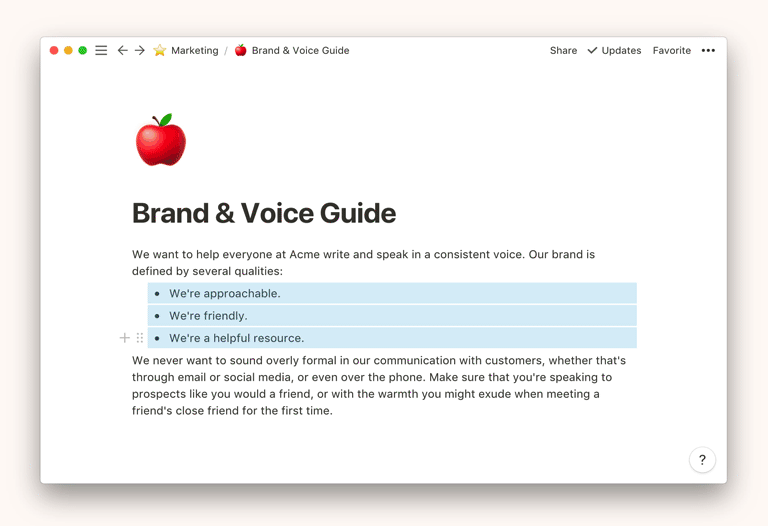 Marketing / Brand & Voice Guide
Share Updates Favorite •••
Brand & Voice Guide
We want to help everyone at Acme write and speak in a consistent voice. Our brand is
defined by several qualities:
• We're approachable.
• We're friendly.
• We're a helpful resource.
We never want to sound overly formal in our communication with customers, whether that's
through email or social media, or even over the phone. Make sure that you're speaking to
prospects like you would a friend, or with the warmth you might exude when meeting a
friend's close friend for the first time.
?